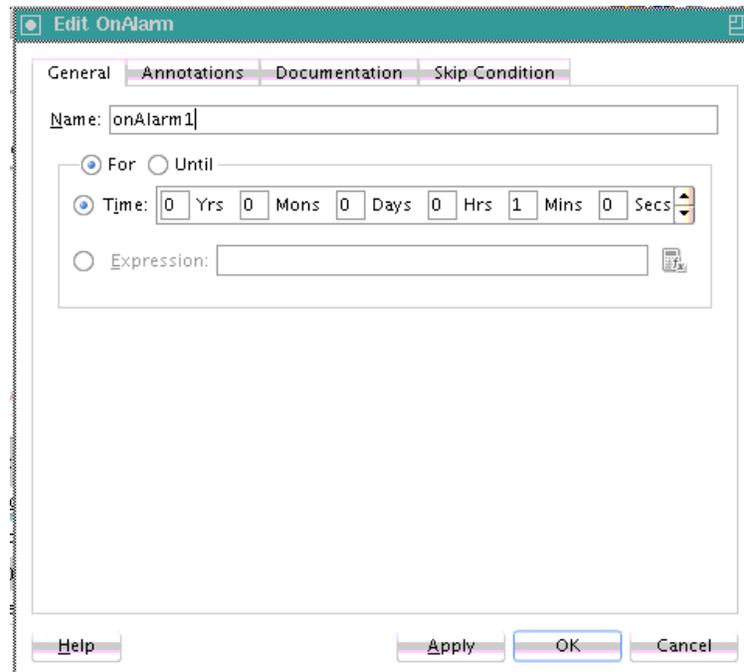 Edit OnAlarm
General Annotations Documentation Skip Condition
Name: onAlarm1
For Until
Time: 0 Yrs 0 Mons 0 Days 0 Hrs 1 Mins 0 Secs
Expression:
Help Apply OK Cancel